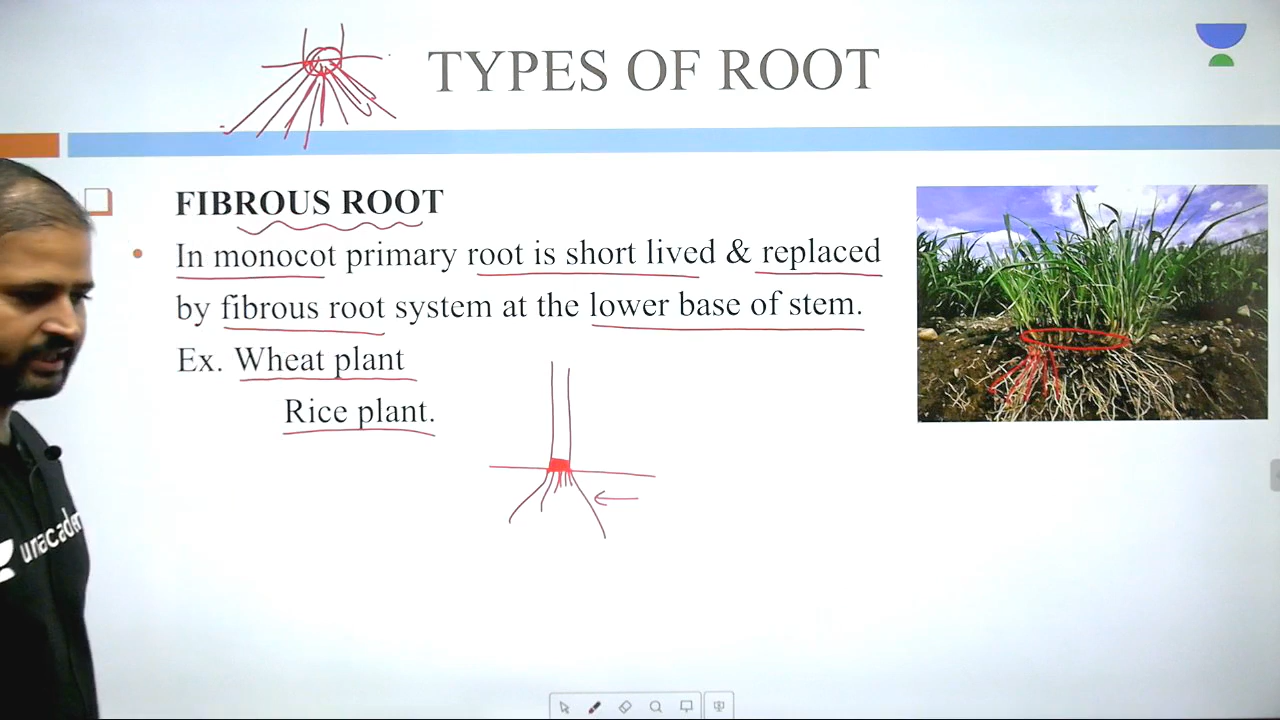 TYPES OF ROOT
FIBROUS ROOT
In monocot primary root is short lived & replaced
by fibrous root system at the lower base of stem.
Ex. Wheat plant
Rice plant.
unacadem